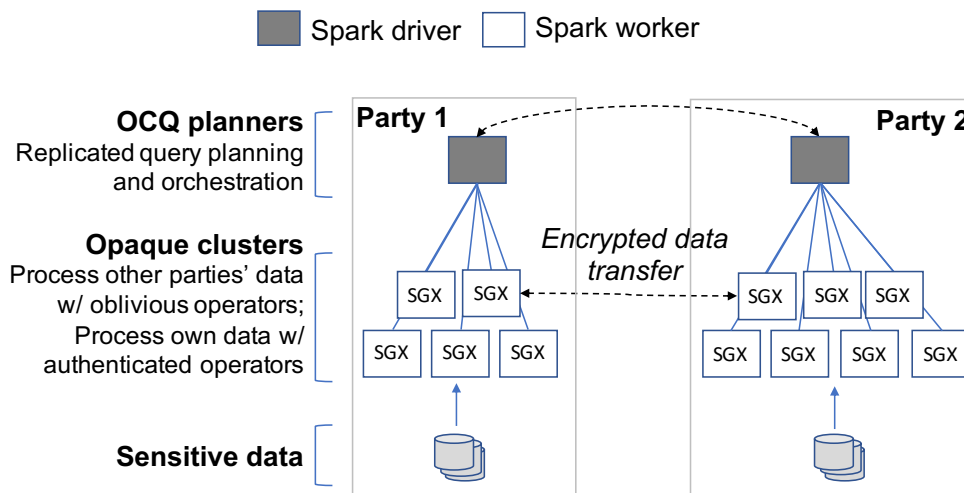 Spark driver
Spark worker
Party 1
Party 2
OCQ planners
Replicated query planning
and orchestration
Opaque clusters
Process other parties’ data
w/ oblivious operators;
Process own data w/
authenticated operators
Encrypted data
transfer
SGX
SGX
SGX
SGX
SGX
SGX
SGX
SGX
SGX
SGX
SGX
SGX
Sensitive data